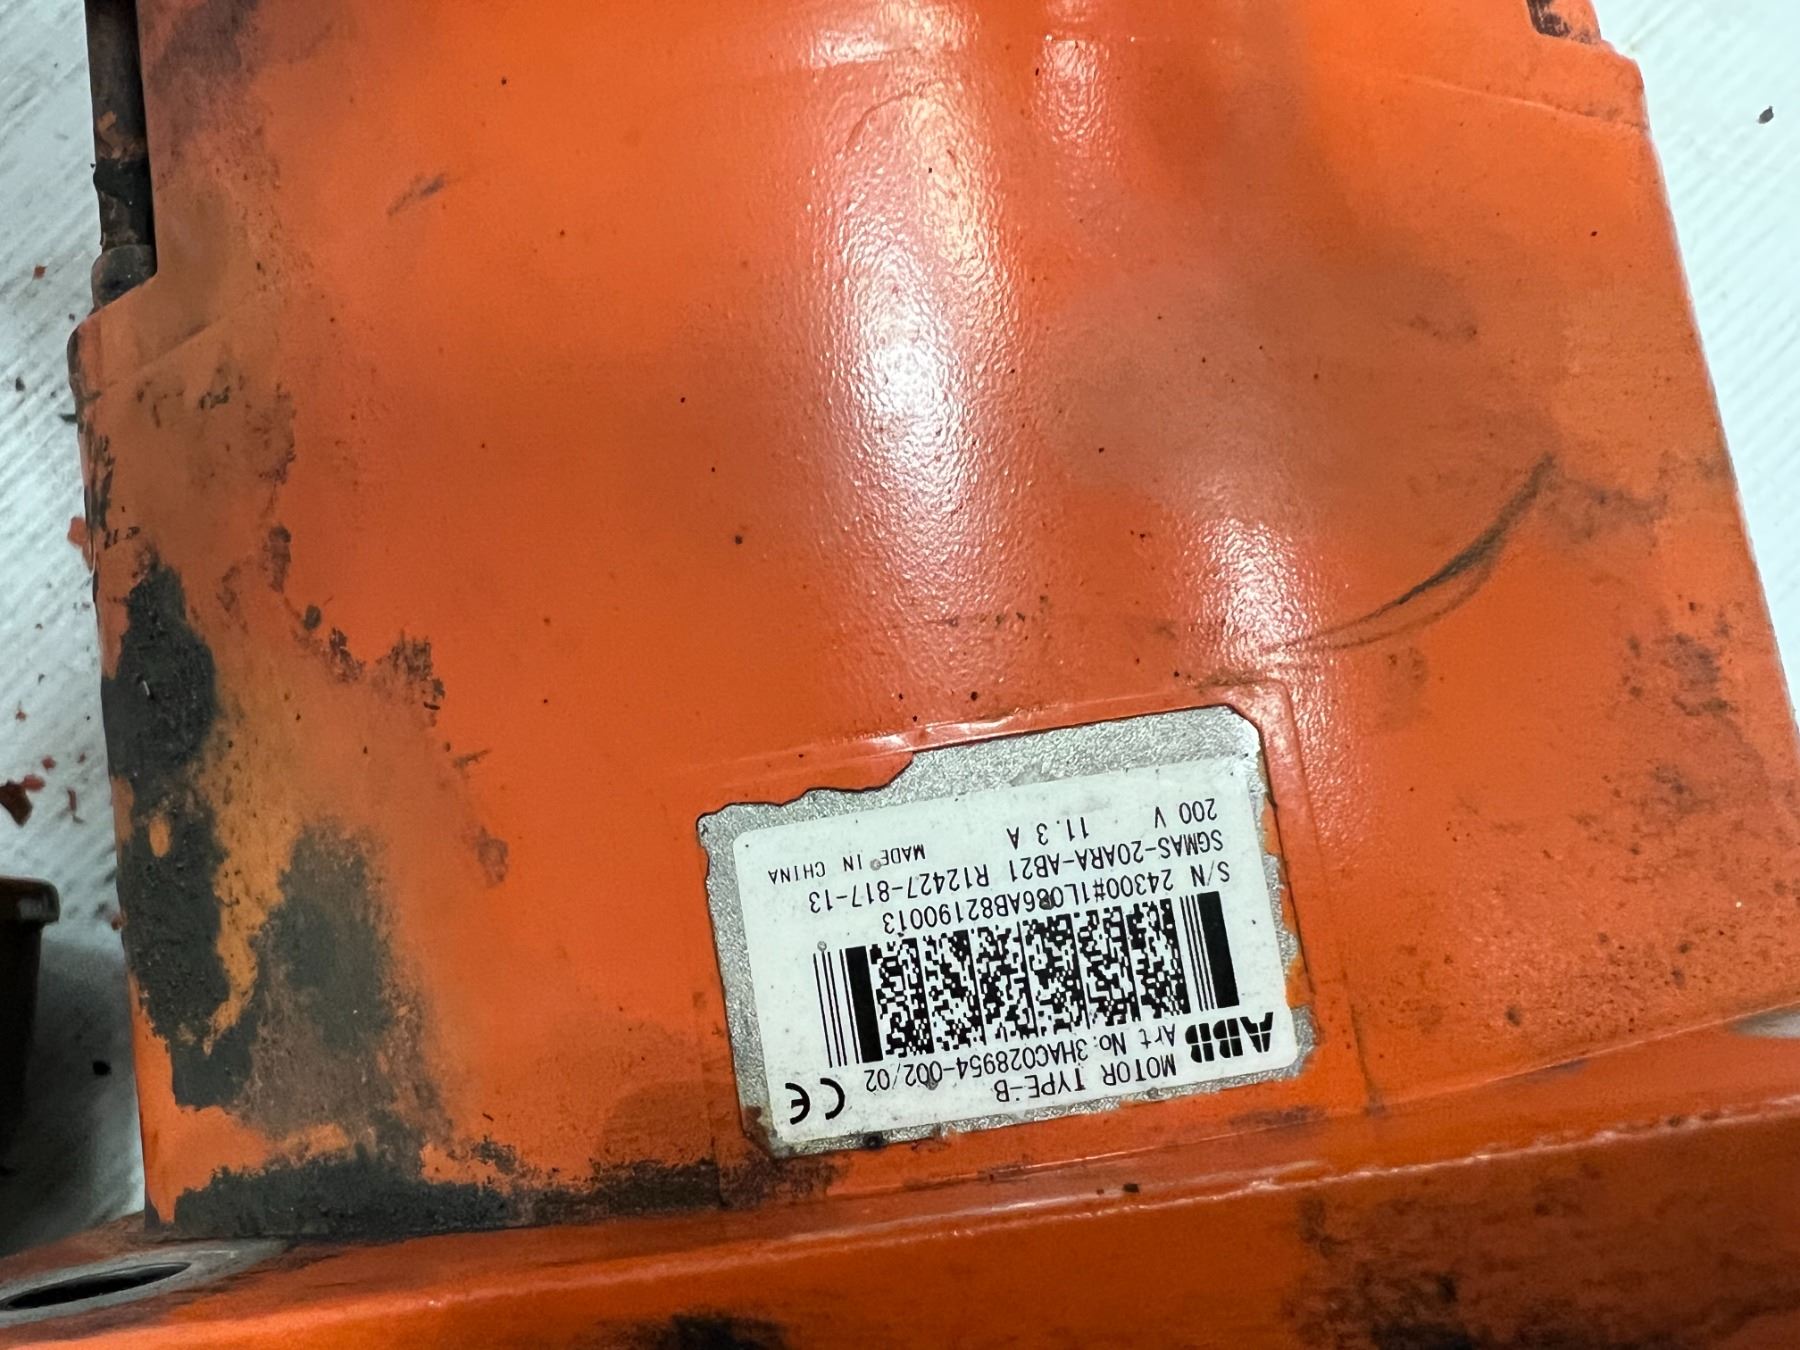 MOTOR TYPE-B
ABB Art No:3HAC028954-002/02
CE
S/N 24300#1L086AB82190013
SGMAS-20ARA-AB21 R12427-817-13
200 V 11.3 A MADE IN CHINA